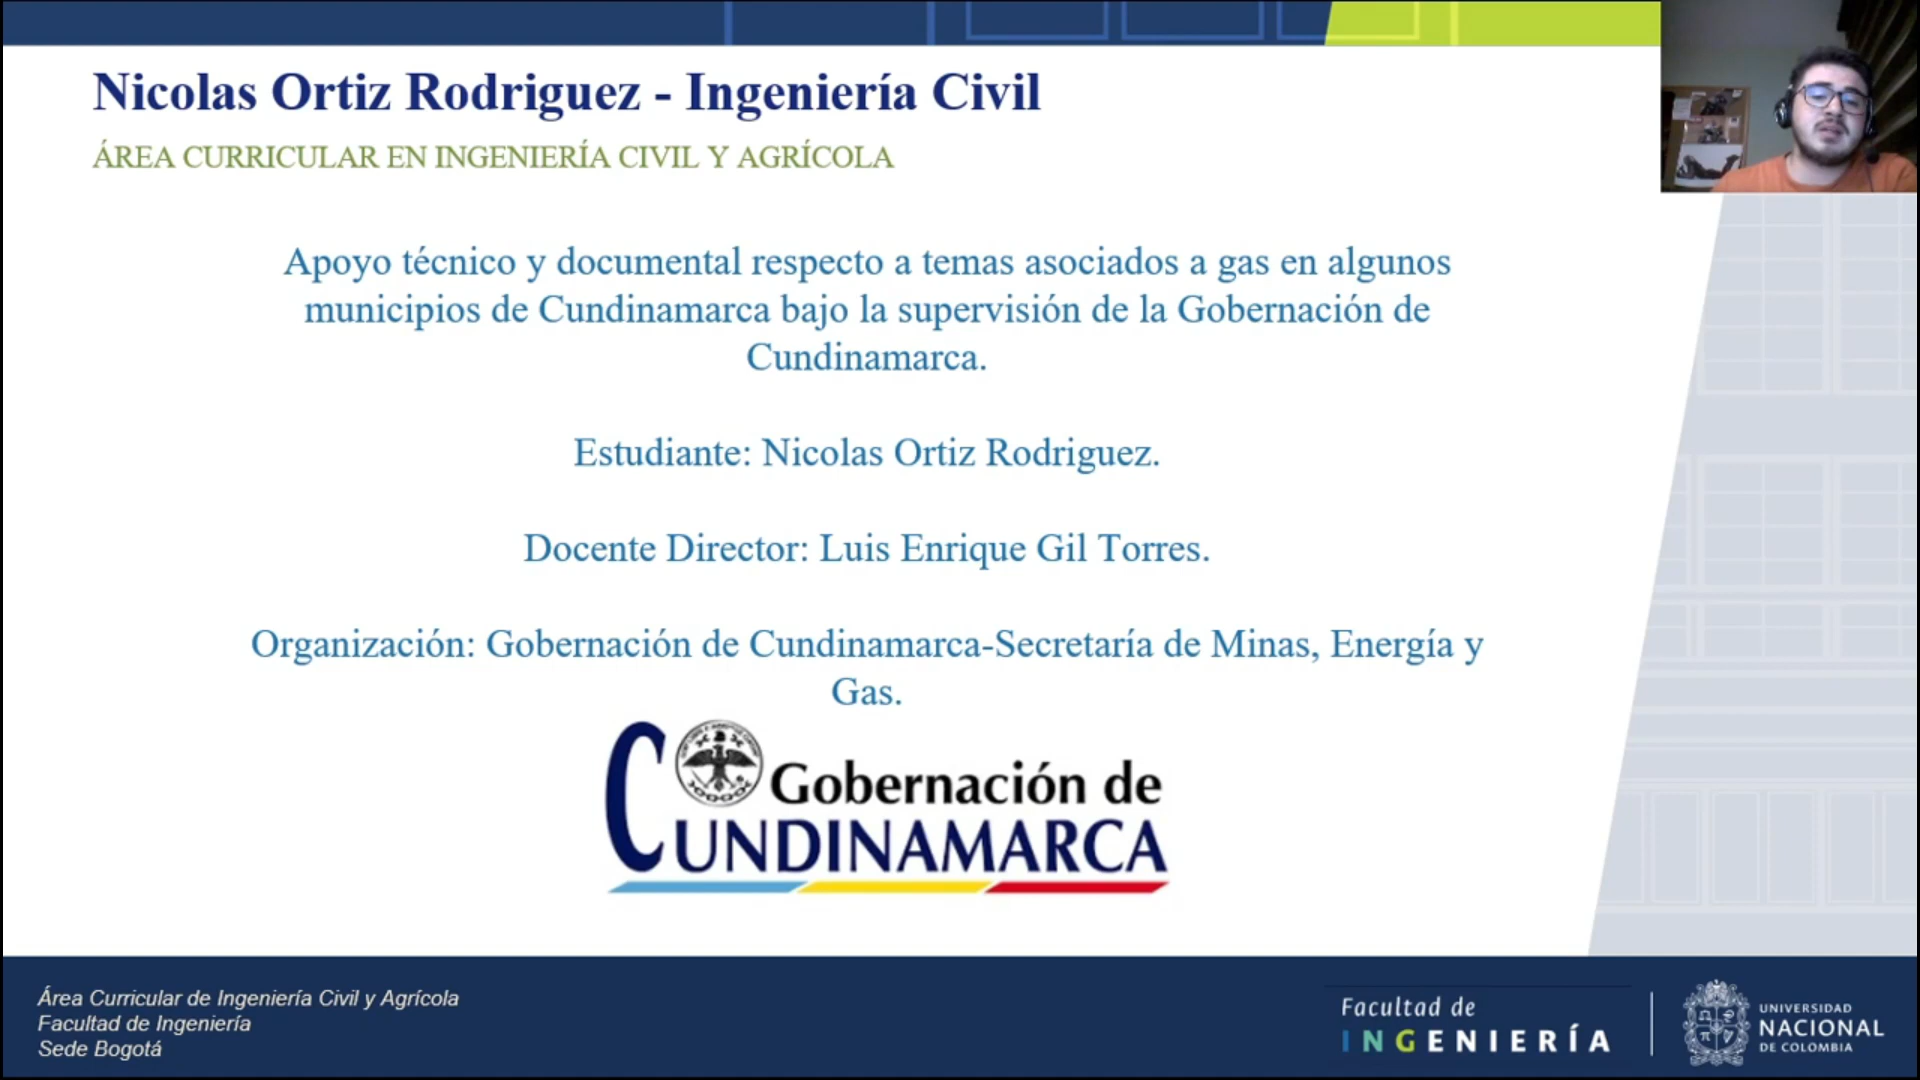 Nicolas Ortiz Rodriguez - Ingeniería Civil
ÁREA CURRICULAR EN INGENIERÍA CIVIL Y AGRÍCOLA
Apoyo técnico y documental respecto a temas asociados a gas en algunos
municipios de Cundinamarca bajo la supervisión de la Gobernación de
Cundinamarca.
Estudiante: Nicolas Ortiz Rodriguez.
Docente Director: Luis Enrique Gil Torres.
Organización: Gobernación de Cundinamarca-Secretaría de Minas, Energía y
Gas.
Gobernación de
CUNDINAMARCA
Área Curricular de Ingeniería Civil y Agrícola
Facultad de Ingeniería
Sede Bogotá
Facultad de
INGENIERÍA
UNIVERSIDAD
NACIONAL
DE COLOMBIA